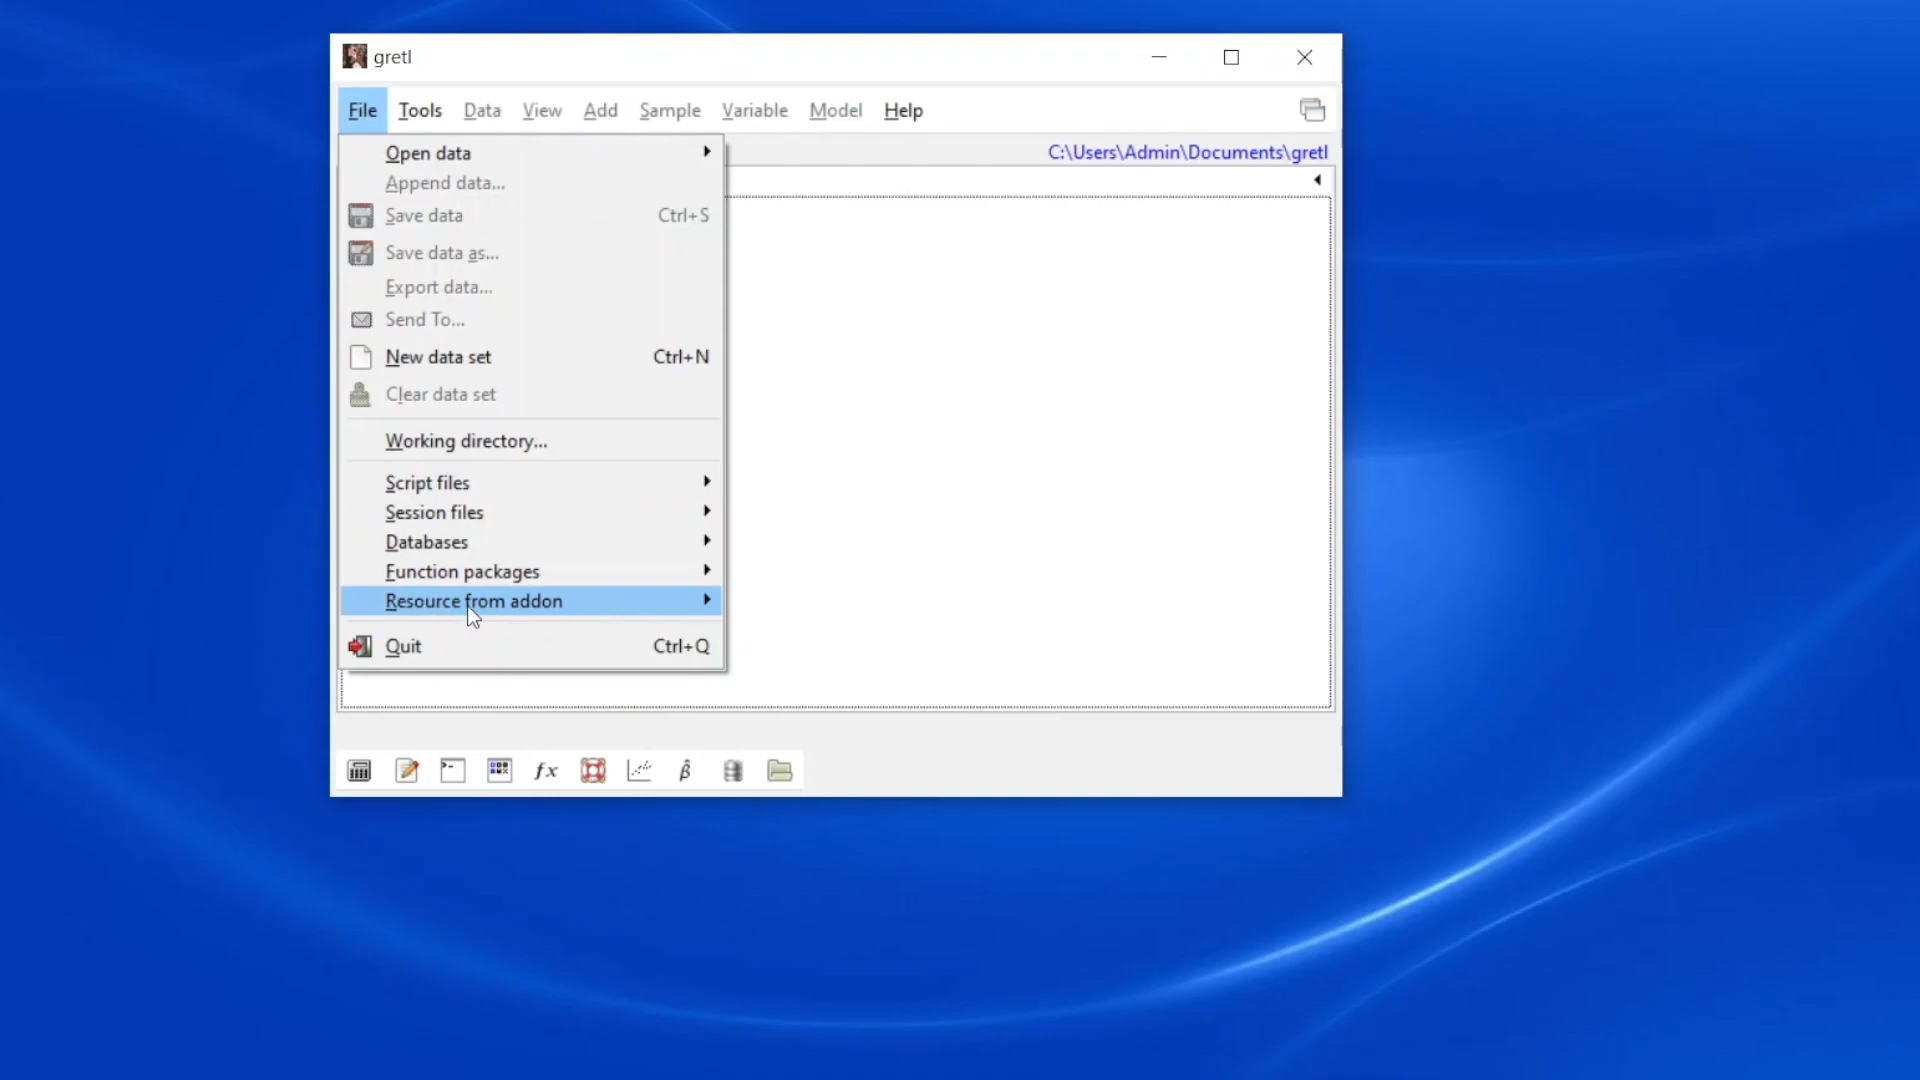 gretl
File Tools Data View Add Sample Variable Model Help
C:\Users\Admin\Documents\gretl
Open data
Append data...
Save data Ctrl+S
Save data as...
Export data...
Send To...
New data set Ctrl+N
Clear data set
Working directory...
Script files
Session files
Databases
Function packages
Resource from addon
Quit Ctrl+Q
fx β̂